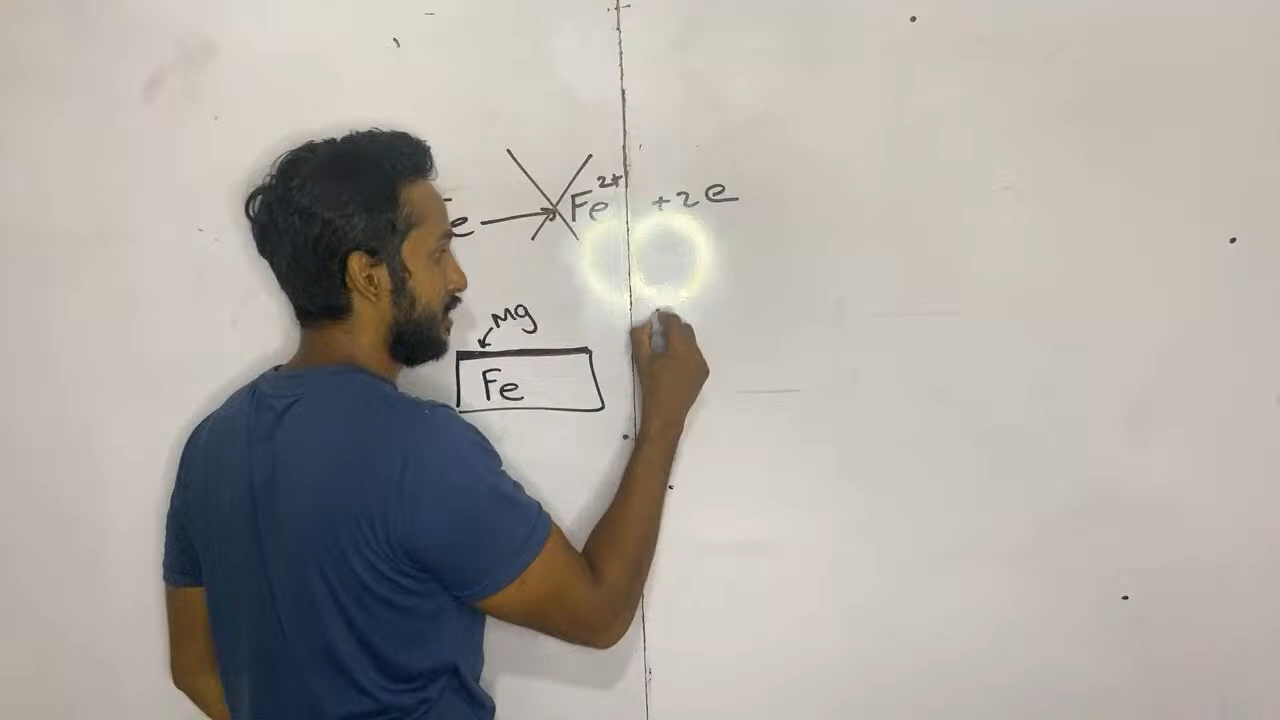 e → Fe²⁺ + 2e
Mg
Fe